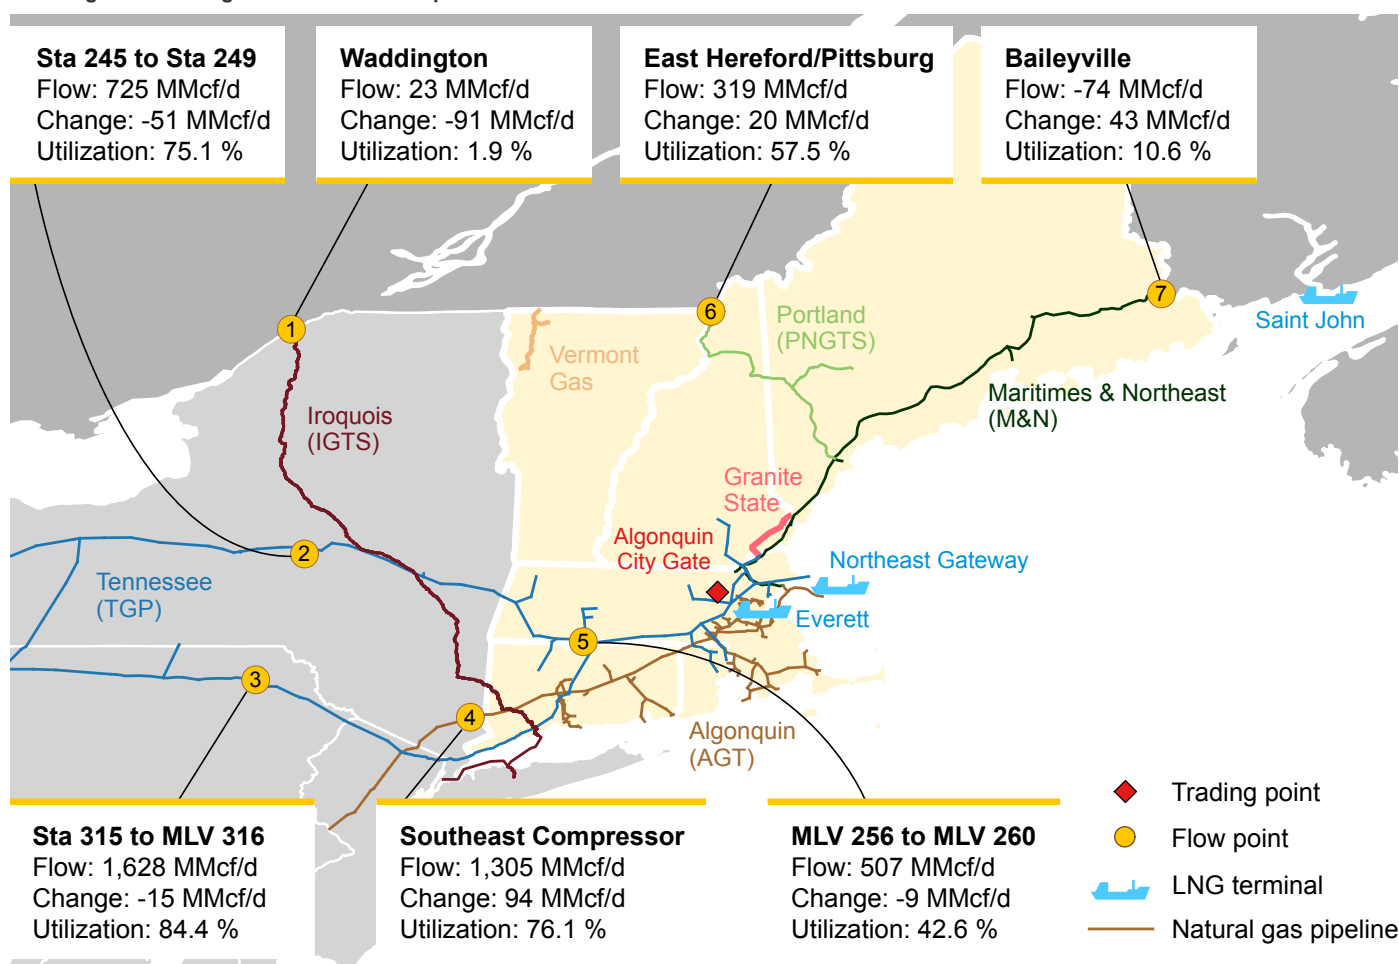 Sta 245 to Sta 249
Flow: 725 MMcf/d
Change: -51 MMcf/d
Utilization: 75.1 %
Waddington
Flow: 23 MMcf/d
Change: -91 MMcf/d
Utilization: 1.9 %
East Hereford/Pittsburg
Flow: 319 MMcf/d
Change: 20 MMcf/d
Utilization: 57.5 %
Baileyville
Flow: -74 MMcf/d
Change: 43 MMcf/d
Utilization: 10.6 %
1
6
7
Portland
(PNGTS)
Saint John
Vermont
Gas
Maritimes & Northeast
(M&N)
Iroquois
(IGTS)
Granite
State
Algonquin
City Gate
2
Northeast Gateway
Tennessee
(TGP)
Everett
5
3
4
Algonquin
(AGT)
Sta 315 to MLV 316
Flow: 1,628 MMcf/d
Change: -15 MMcf/d
Utilization: 84.4 %
Southeast Compressor
Flow: 1,305 MMcf/d
Change: 94 MMcf/d
Utilization: 76.1 %
MLV 256 to MLV 260
Flow: 507 MMcf/d
Change: -9 MMcf/d
Utilization: 42.6 %
Trading point
Flow point
LNG terminal
Natural gas pipeline